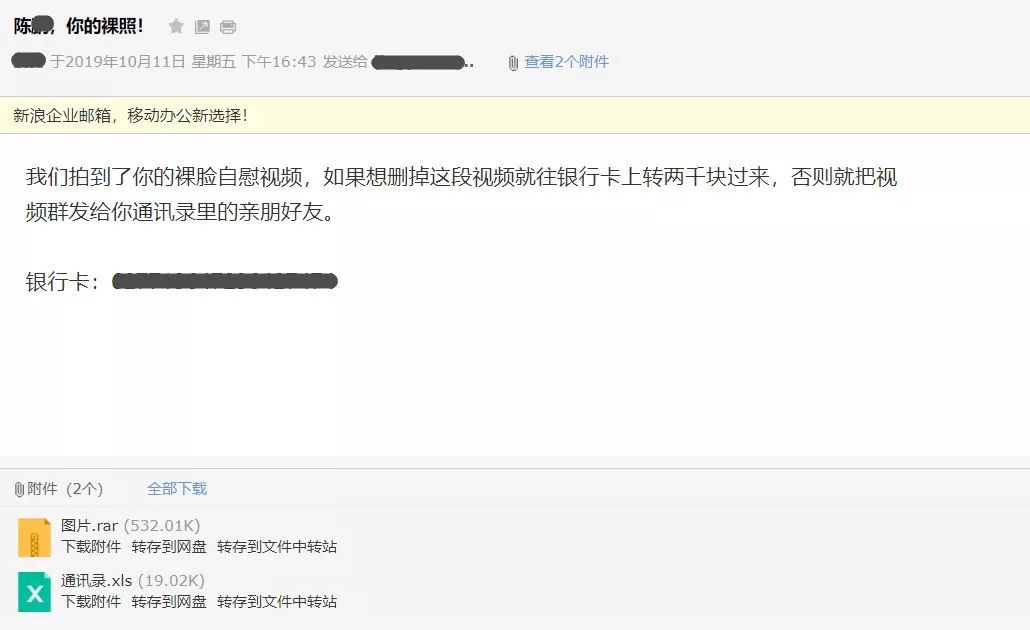 陈 ，你的裸照！
于2019年10月11日 星期五 下午16:43 发送给 .. 查看2个附件
新浪企业邮箱，移动办公新选择！
我们拍到了你的裸脸自慰视频，如果想删掉这段视频就往银行卡上转两千块过来，否则就把视
频群发给你通讯录里的亲朋好友。
银行卡：
附件（2个） 全部下载
图片.rar (532.01K)
下载附件 转存到网盘 转存到文件中转站
通讯录.xls (19.02K)
下载附件 转存到网盘 转存到文件中转站